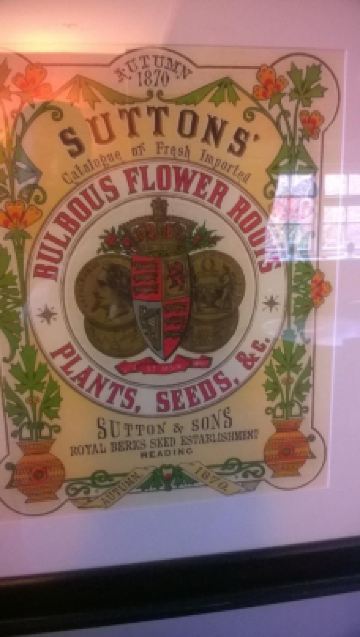 AUTUMN
1870
SUTTONS'
Catalogue of Fresh Imported
BULBOUS FLOWER ROOTS
PLANTS, SEEDS, &c.
SUTTON & SONS
ROYAL BERKS SEED ESTABLISHMENT
READING
AUTUMN 1870